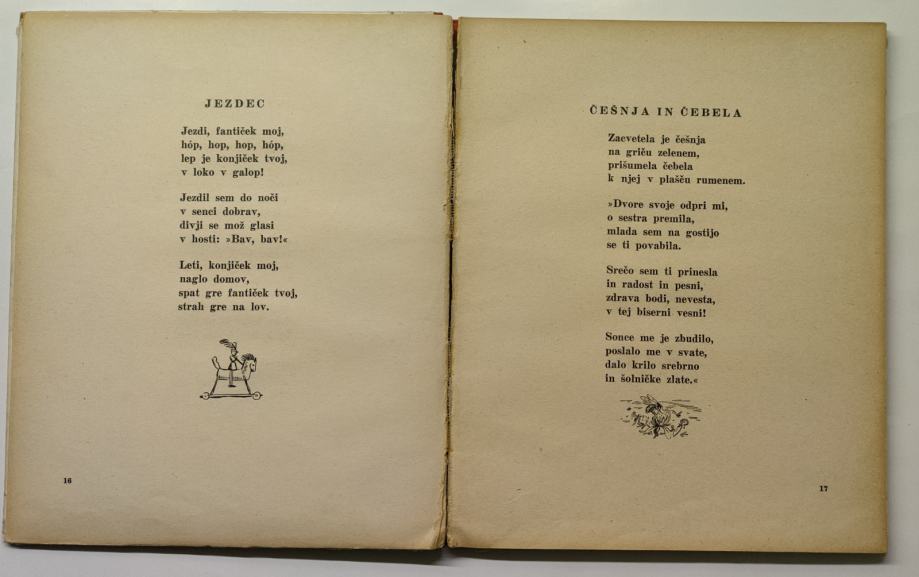 JEZDEC
Jezdi, fantiček moj,
hóp, hop, hop, hóp,
lep je konjiček tvoj,
v loko v galop!
Jezdil sem do noči
v senci dobrav,
divji se mož glasi
v hosti: »Bav, bav!«
Leti, konjiček moj,
naglo domov,
spat gre fantiček tvoj,
strah gre na lov.
16
ČEŠNJA IN ČEBELA
Zacvetela je češnja
na griču zelenem,
prišumela čebela
k njej v plašču rumenem.
»Dvore svoje odpri mi,
o sestra premila,
mlada sem na gostijo
se ti povabila.
Srečo sem ti prinesla
in radost in pesni,
zdrava bodi, nevesta,
v tej biserni vesni!
Sonce me je zbudilo,
poslalo me v svate,
dalo krilo srebrno
in šolničke zlate.«
17